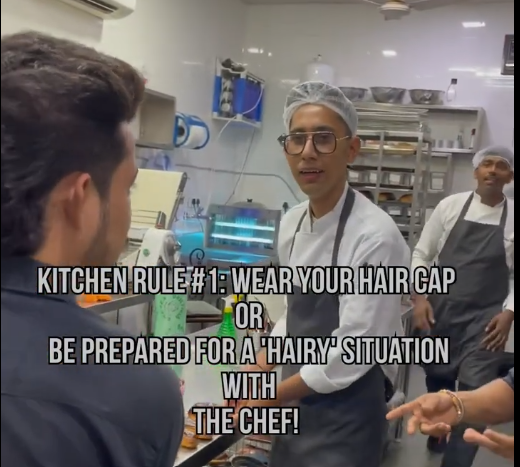 KITCHEN RULE #1: WEAR YOUR HAIR CAP
OR
BE PREPARED FOR A 'HAIRY' SITUATION
WITH
THE CHEF!